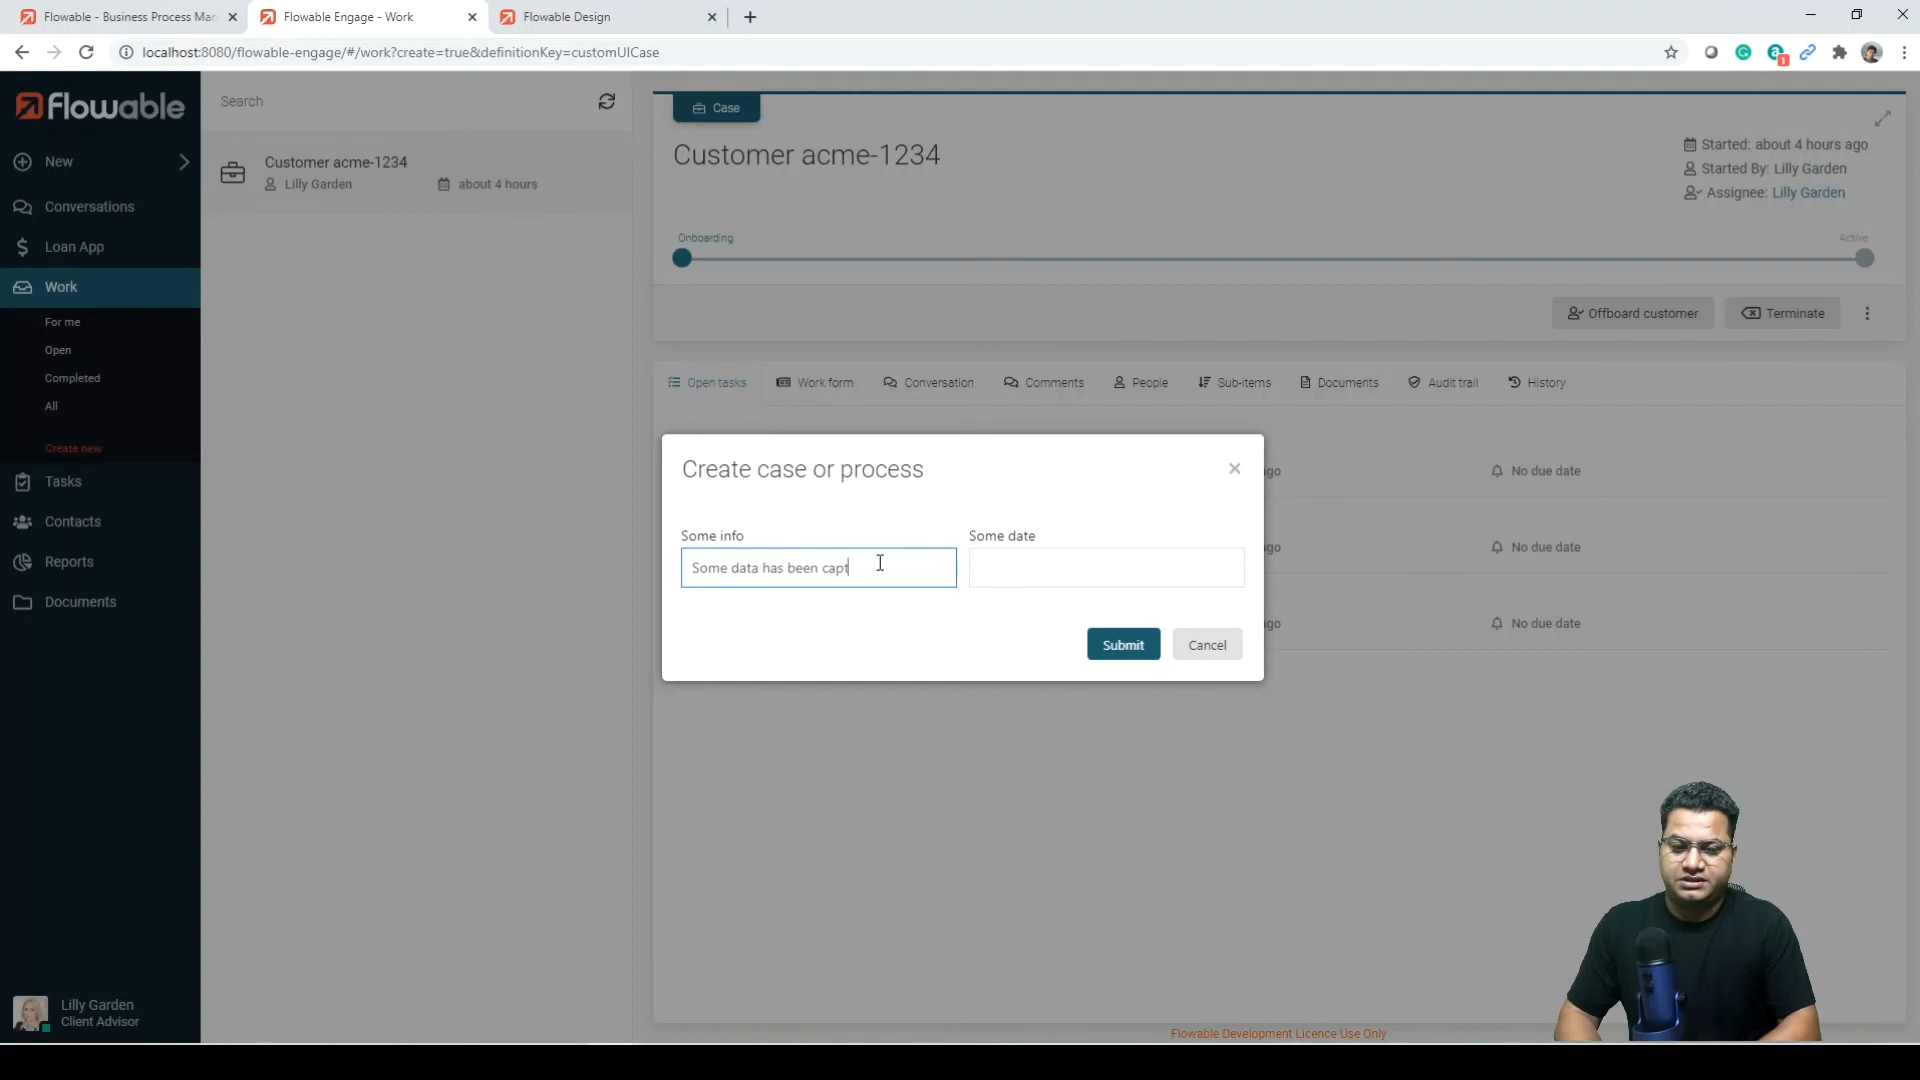 Flowable - Business Process Man
Flowable Engage - Work
Flowable Design
localhost:8080/flowable-engage/#/work?create=true&definitionKey=customUICase
1
flowable
New
Conversations
Loan App
Work
For me
Open
Completed
All
Create new
Tasks
Contacts
Reports
Documents
Lilly Garden
Client Advisor
Search
Customer acme-1234
Lilly Garden
about 4 hours
Case
Customer acme-1234
Started: about 4 hours ago
Started By: Lilly Garden
Assignee: Lilly Garden
Onboarding
Active
Offboard customer
Terminate
Open tasks
Work form
Conversation
Comments
People
Sub-items
Documents
Audit trail
History
ago No due date
ago No due date
ago No due date
Create case or process
Some info
Some date
Some data has been capt
Submit
Cancel
Flowable Development Licence Use Only